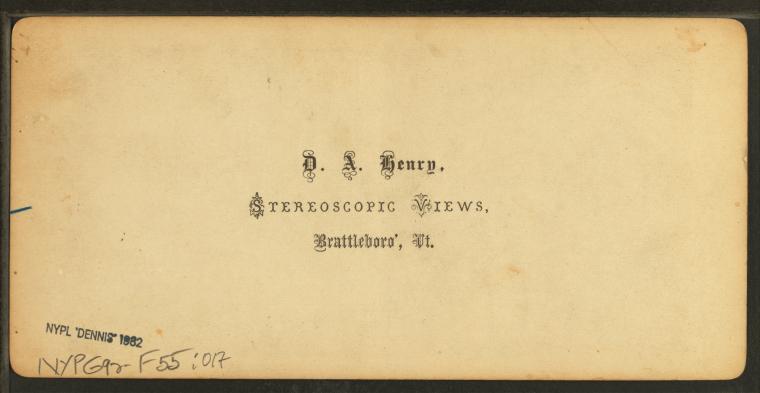 D. A. Henry,
STEREOSCOPIC VIEWS,
Brattleboro', Vt.
NYPL "DENNIS" 1982
NYPG92-F55:017